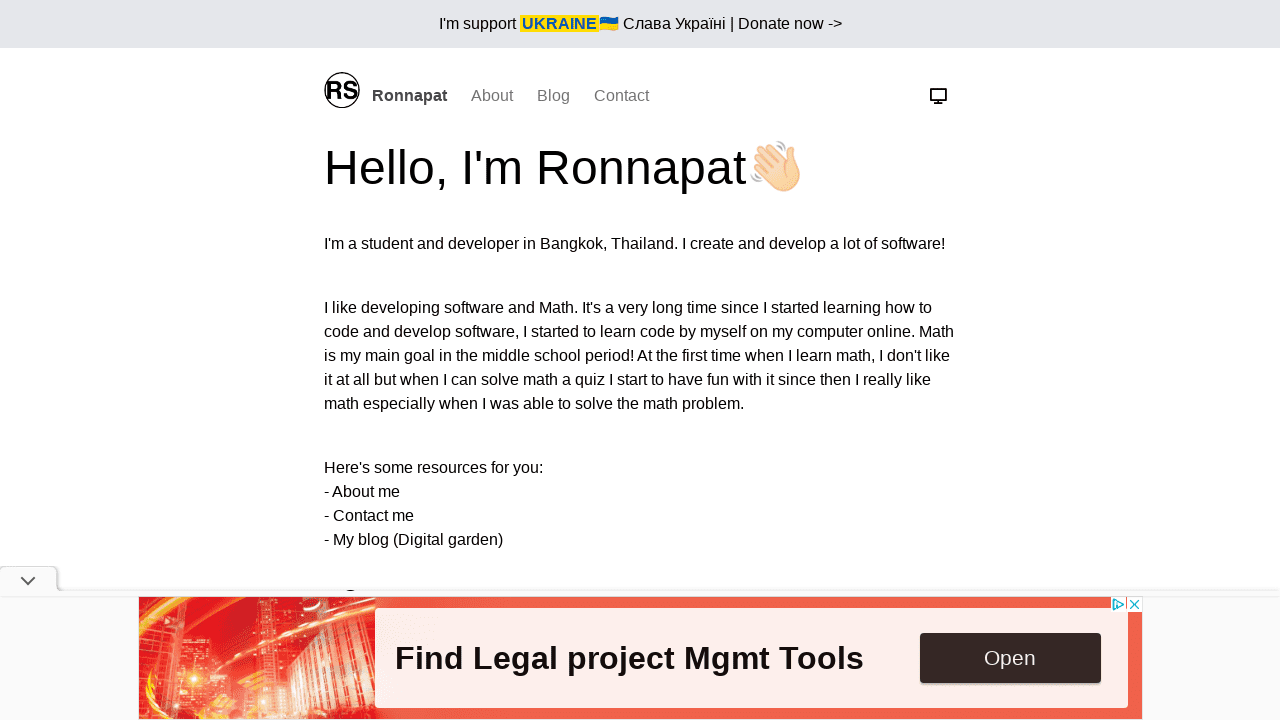 I'm support UKRAINE🇺🇦 Слава Україні | Donate now ->
RS
Ronnapat
About
Blog
Contact
Hello, I'm Ronnapat👋🏻
I'm a student and developer in Bangkok, Thailand. I create and develop a lot of software!
I like developing software and Math. It's a very long time since I started learning how to
code and develop software, I started to learn code by myself on my computer online. Math
is my main goal in the middle school period! At the first time when I learn math, I don't like
it at all but when I can solve math a quiz I start to have fun with it since then I really like
math especially when I was able to solve the math problem.
Here's some resources for you:
- About me
- Contact me
- My blog (Digital garden)
Find Legal project Mgmt Tools
Open